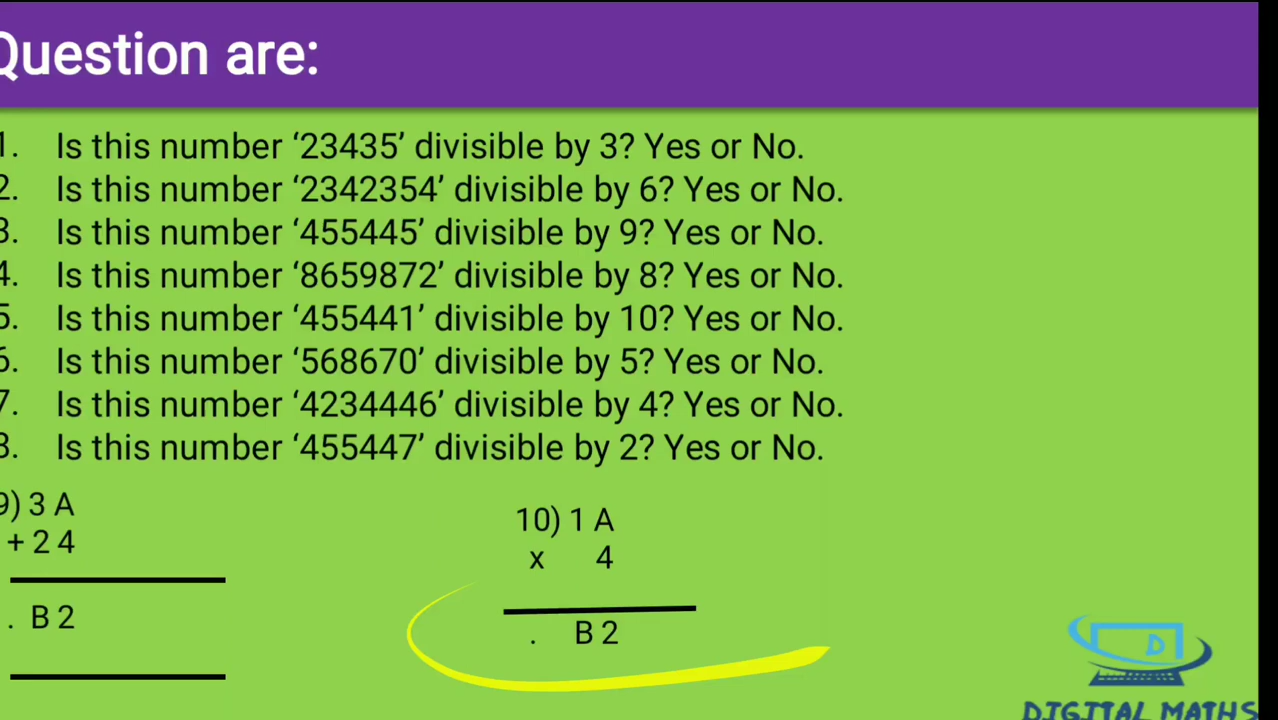 Question are:
1. Is this number ‘23435’ divisible by 3? Yes or No.
2. Is this number ‘2342354’ divisible by 6? Yes or No.
3. Is this number ‘455445’ divisible by 9? Yes or No.
4. Is this number ‘8659872’ divisible by 8? Yes or No.
5. Is this number ‘455441’ divisible by 10? Yes or No.
6. Is this number ‘568670’ divisible by 5? Yes or No.
7. Is this number ‘4234446’ divisible by 4? Yes or No.
8. Is this number ‘455447’ divisible by 2? Yes or No.
9) 3 A
+ 2 4
. B 2
10) 1 A
x 4
. B 2
D
DIGITAL MATHS